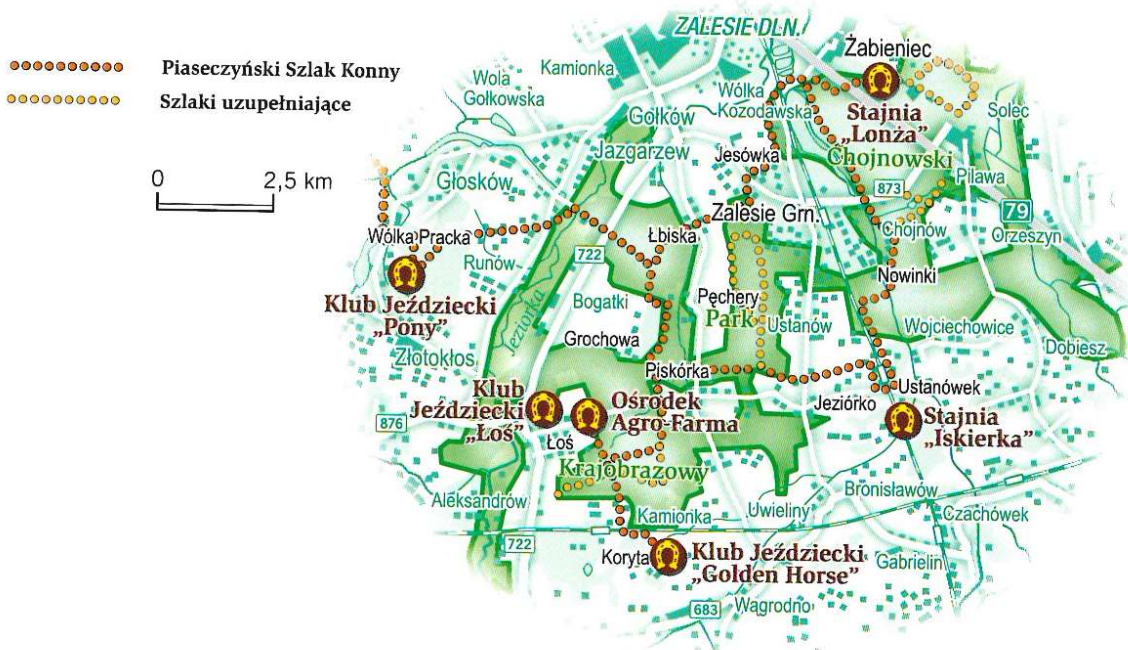 ZALESIE DLN.
Piaseczyński Szlak Konny
Szlaki uzupełniające
0 2,5 km
Żabieniec
Kamionka
Wola
Gołkowska
Wólka
Kozodawska
Stajnia
„Lonża”
Solec
Gołków
Jazgarzew
Jesówka
Chojnowski
Pilawa
Głosków
873
79
Zalesie Grn.
Chojnów
Orzeszyn
Wólka Pracka
Łbiska
722
Runów
Nowinki
Klub Jeździecki
„Pony”
Jeziorka
Bogatki
Pęchery
Park
Ustanów
Wojciechowice
Grochowa
Dobiesz
Złotokłos
Piskórka
Klub
Jeździecki
„Łoś”
Ośrodek
Agro-Farma
Ustanówek
Jeziórko
Stajnia
„Iskierka”
876
Łoś
Krajobrazowy
Aleksandrów
Bronisławów
Kamionka
Uwieliny
Czachówek
722
Koryta
Klub Jeździecki
„Golden Horse”
Gabrielin
683
Wągrodno